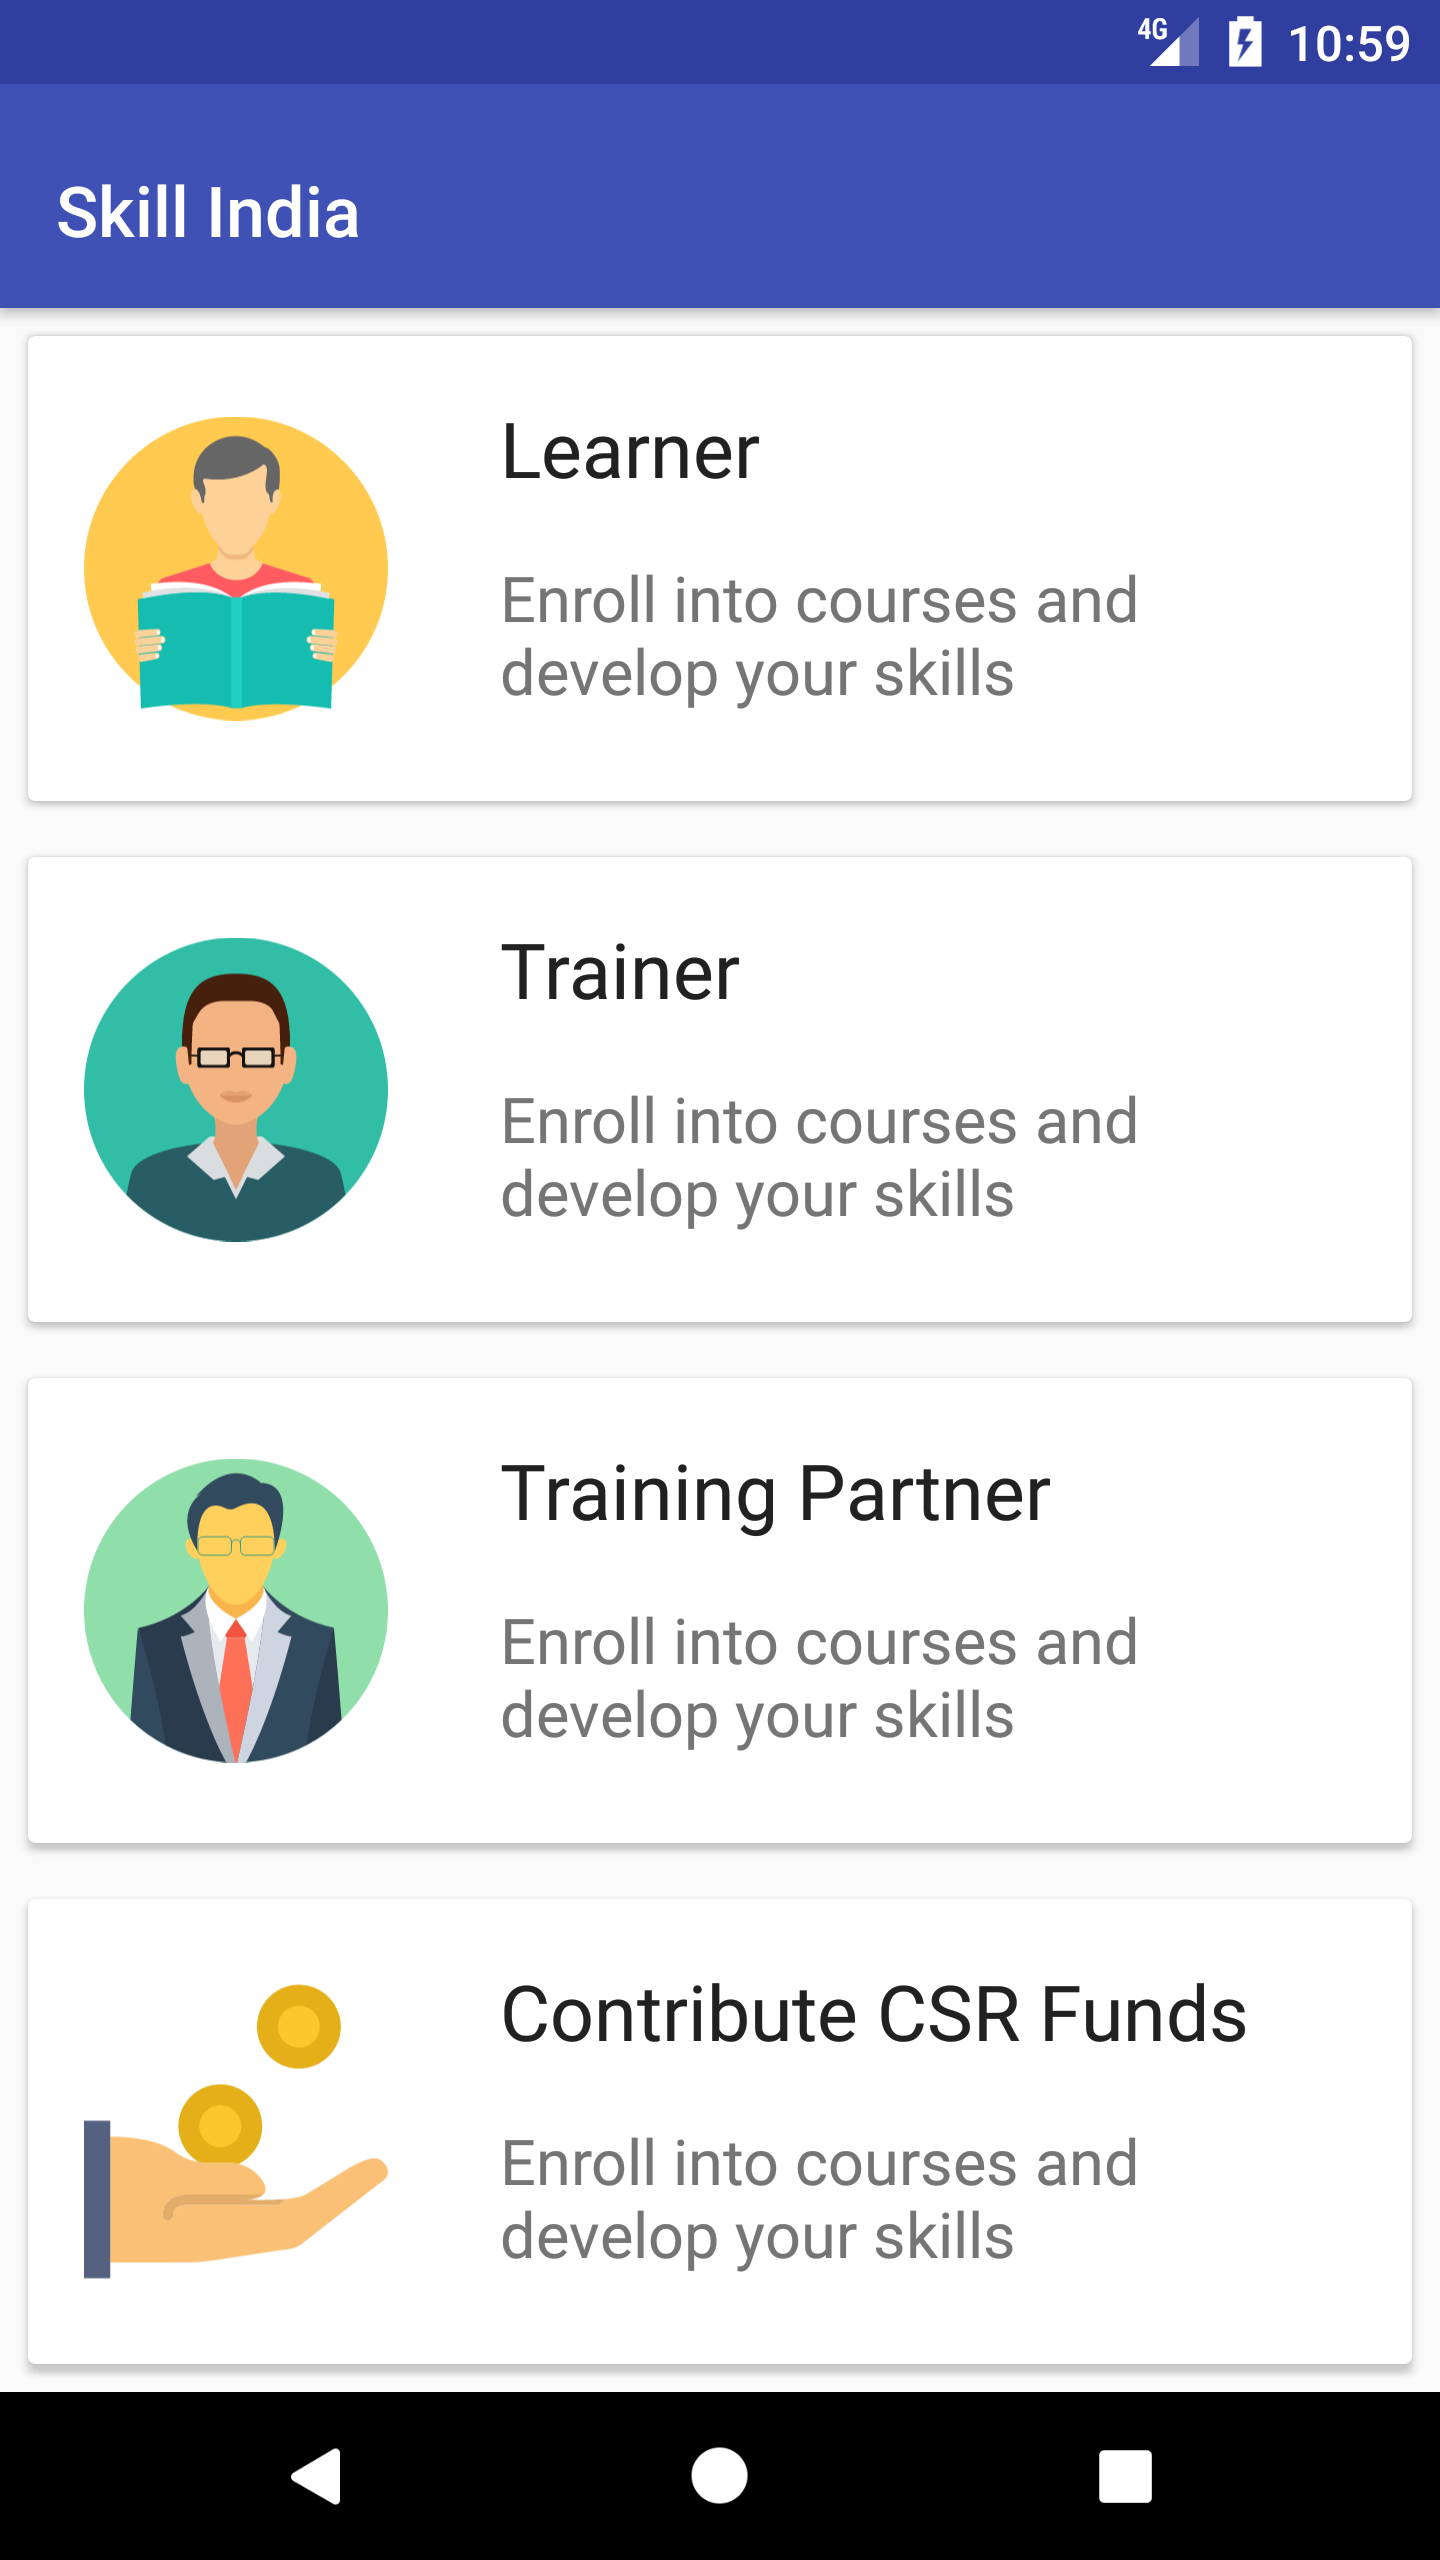 4G 10:59
Skill India
Learner
Enroll into courses and
develop your skills
Trainer
Enroll into courses and
develop your skills
Training Partner
Enroll into courses and
develop your skills
Contribute CSR Funds
Enroll into courses and
develop your skills